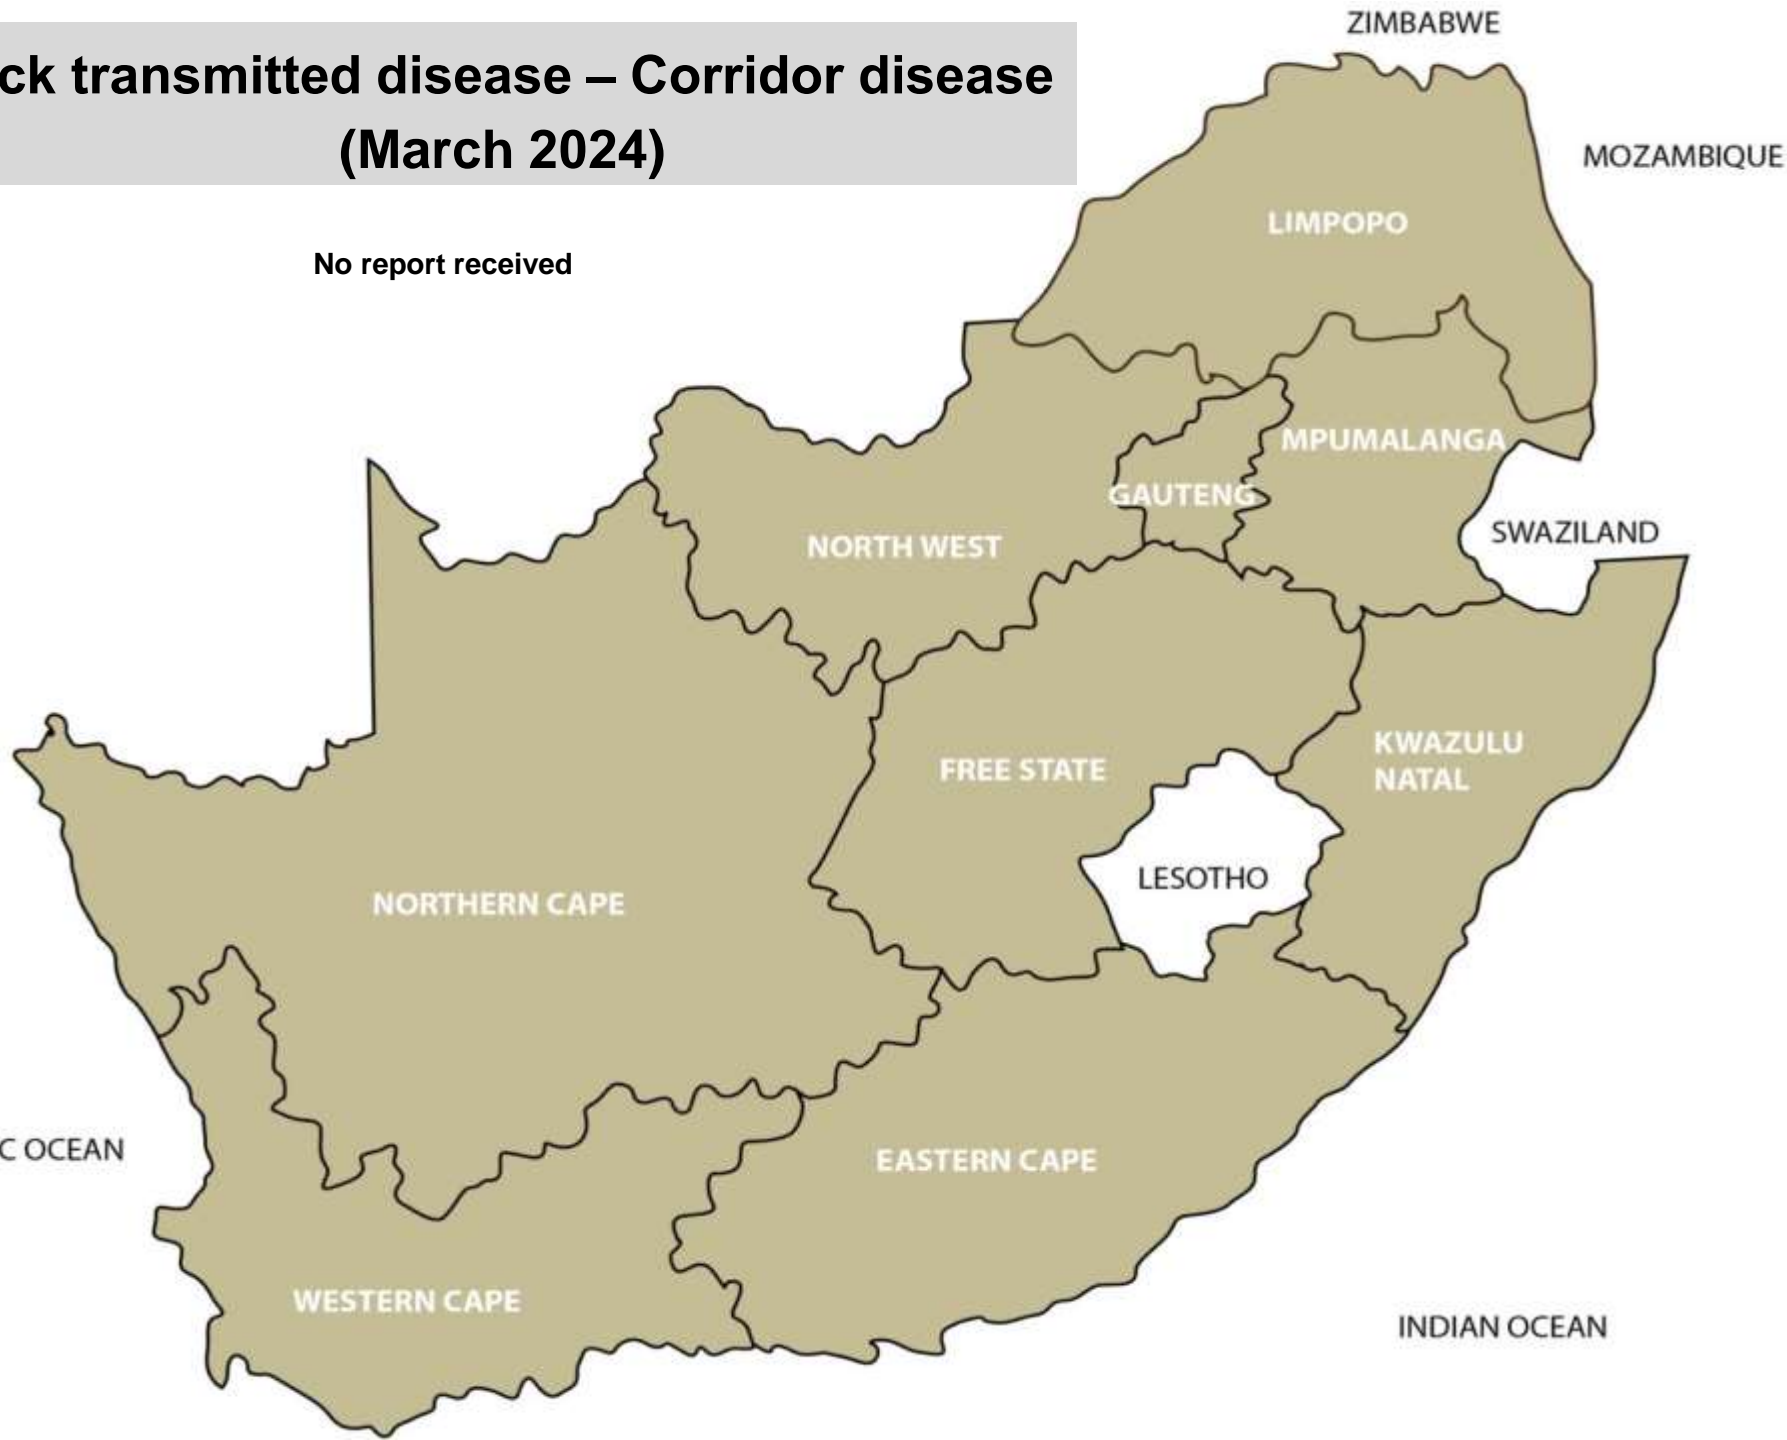 ZIMBABWE
ck transmitted disease – Corridor disease
(March 2024)
MOZAMBIQUE
LIMPOPO
No report received
MPUMALANGA
GAUTENG
SWAZILAND
NORTH WEST
KWAZULU
NATAL
FREE STATE
LESOTHO
NORTHERN CAPE
C OCEAN
EASTERN CAPE
WESTERN CAPE
INDIAN OCEAN